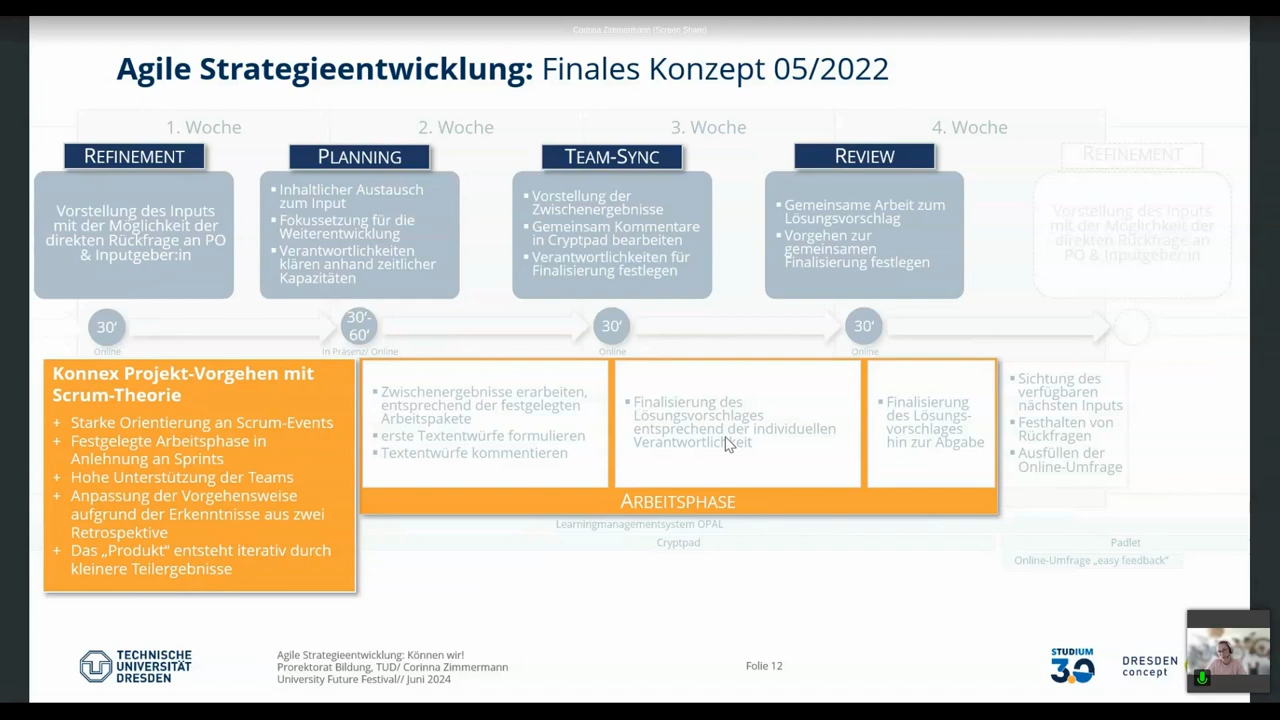 Corinna Zimmermann (Screen Share)
Agile Strategieentwicklung: Finales Konzept 05/2022
1. Woche
2. Woche
3. Woche
4. Woche
REFINEMENT
PLANNING
TEAM-SYNC
REVIEW
REFINEMENT
Vorstellung des Inputs
mit der Möglichkeit der
direkten Rückfrage an PO
& Inputgeber:in
▪ Inhaltlicher Austausch
zum Input
▪ Fokussetzung für die
Weiterentwicklung
▪ Verantwortlichkeiten
klären anhand zeitlicher
Kapazitäten
▪ Vorstellung der
Zwischenergebnisse
▪ Gemeinsam Kommentare
in Cryptpad bearbeiten
▪ Verantwortlichkeiten für
Finalisierung festlegen
▪ Gemeinsame Arbeit zum
Lösungsvorschlag
▪ Vorgehen zur
gemeinsamen
Finalisierung festlegen
Vorstellung des Inputs
mit der Möglichkeit der
direkten Rückfrage an
PO & Inputgeber:in
30‘
30‘-
60‘
30‘
30‘
Online
In Präsenz/ Online
Online
Online
Konnex Projekt-Vorgehen mit
Scrum-Theorie
+ Starke Orientierung an Scrum-Events
+ Festgelegte Arbeitsphase in
Anlehnung an Sprints
+ Hohe Unterstützung der Teams
+ Anpassung der Vorgehensweise
aufgrund der Erkenntnisse aus zwei
Retrospektive
+ Das „Produkt“ entsteht iterativ durch
kleinere Teilergebnisse
▪ Zwischenergebnisse erarbeiten,
entsprechend der festgelegten
Arbeitspakete
▪ erste Textentwürfe formulieren
▪ Textentwürfe kommentieren
▪ Finalisierung des
Lösungsvorschlages
entsprechend der individuellen
Verantwortlichkeit
▪ Finalisierung
des Lösungs-
vorschlages
hin zur Abgabe
▪ Sichtung des
verfügbaren
nächsten Inputs
▪ Festhalten von
Rückfragen
▪ Ausfüllen der
Online-Umfrage
ARBEITSPHASE
Learningmanagementsystem OPAL
Cryptpad
Padlet
Online-Umfrage „easy feedback“
TECHNISCHE
UNIVERSITÄT
DRESDEN
Agile Strategieentwicklung: Können wir!
Prorektorat Bildung, TUD/ Corinna Zimmermann
University Future Festival// Juni 2024
Folie 12
STUDIUM
3.0
DRESDEN
concept